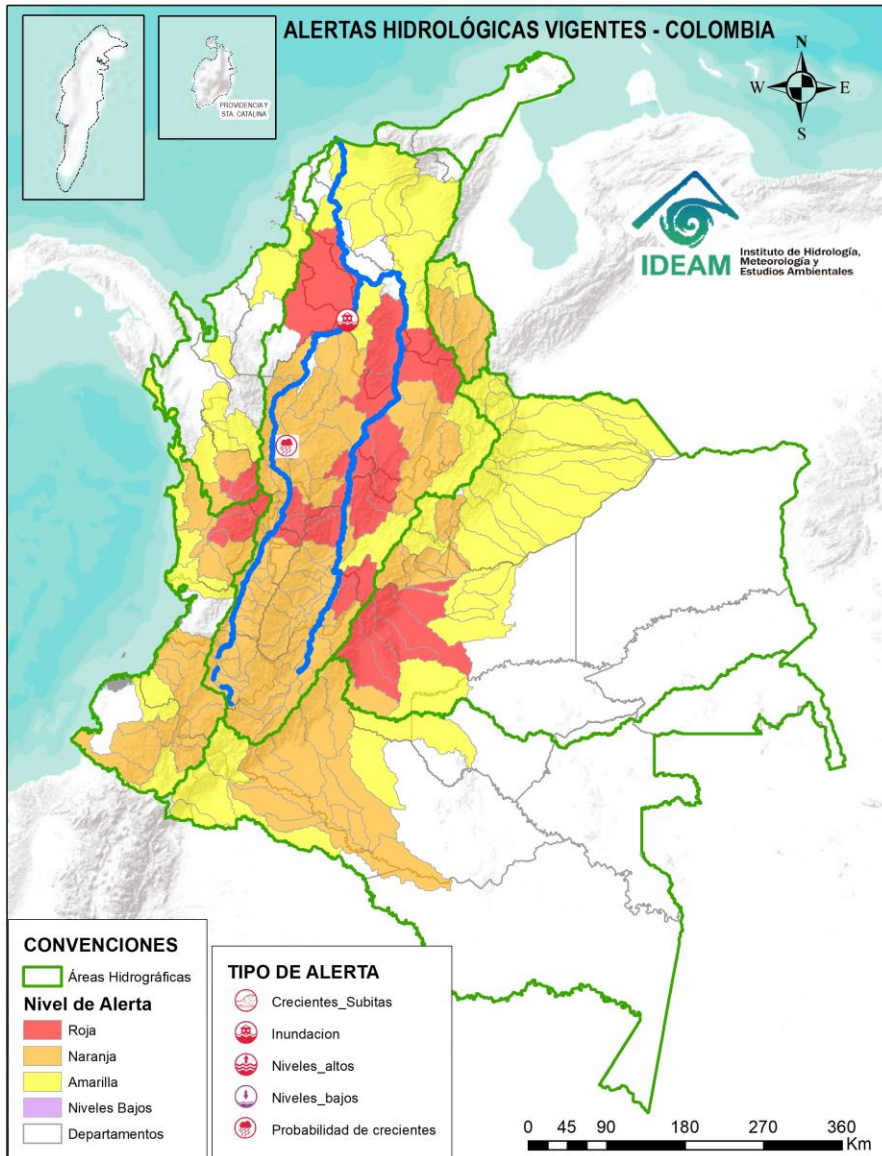 ALERTAS HIDROLÓGICAS VIGENTES - COLOMBIA
PROVIDENCIA Y
STA. CATALINA
N
W
E
S
IDEAM
Instituto de Hidrología,
Meteorología y
Estudios Ambientales
CONVENCIONES
Áreas Hidrográficas
Nivel de Alerta
Roja
Naranja
Amarilla
Niveles Bajos
Departamentos
TIPO DE ALERTA
Crecientes_Subitas
Inundacion
Niveles_altos
Niveles_bajos
Probabilidad de crecientes
0 45 90 180 270 360
Km